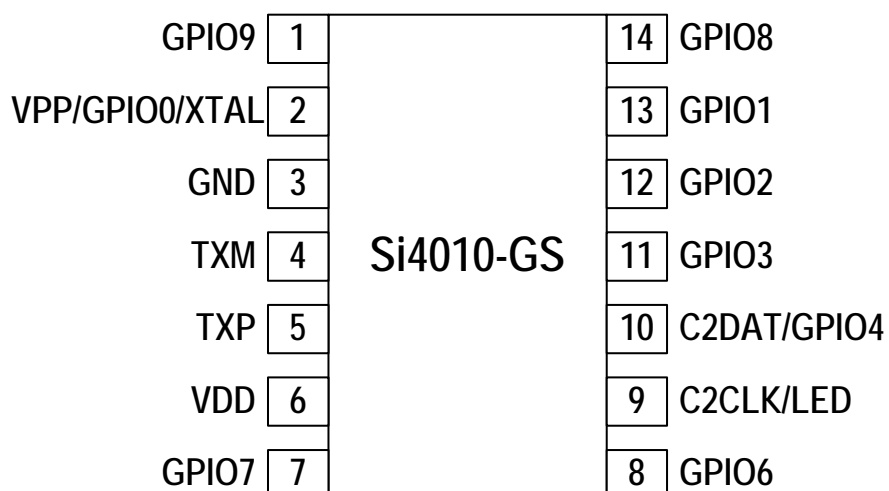 GPIO9 1 14 GPIO8
VPP/GPIO0/XTAL 2 13 GPIO1
GND 3 12 GPIO2
TXM 4 Si4010-GS 11 GPIO3
TXP 5 10 C2DAT/GPIO4
VDD 6 9 C2CLK/LED
GPIO7 7 8 GPIO6